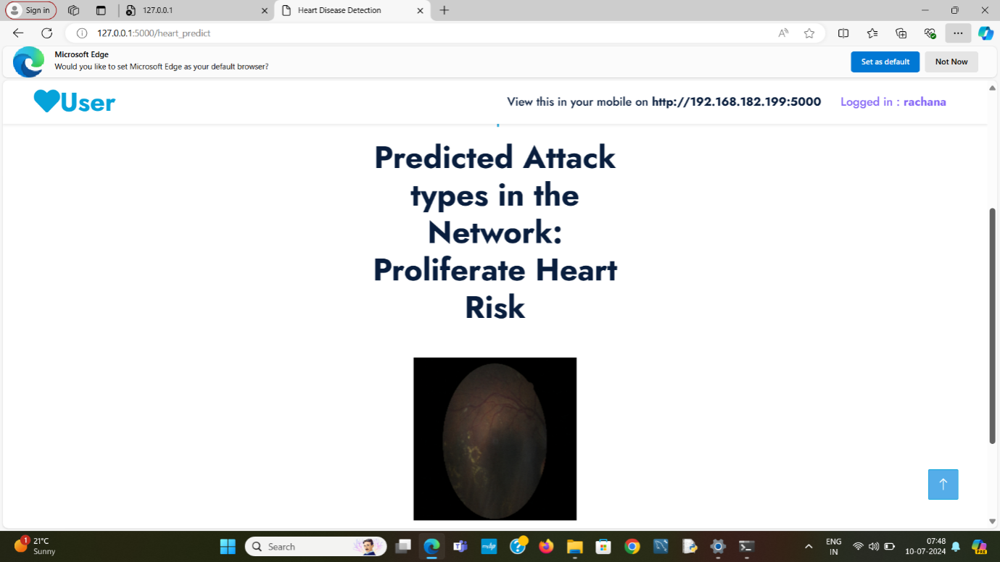 Sign in
127.0.0.1
Heart Disease Detection
127.0.0.1:5000/heart_predict
Microsoft Edge
Would you like to set Microsoft Edge as your default browser?
Set as default
Not Now
User
View this in your mobile on http://192.168.182.199:5000
Logged in : rachana
Predicted Attack
types in the
Network:
Proliferate Heart
Risk
1
21°C
Sunny
Search
ENG
IN
07:48
10-07-2024
PRE